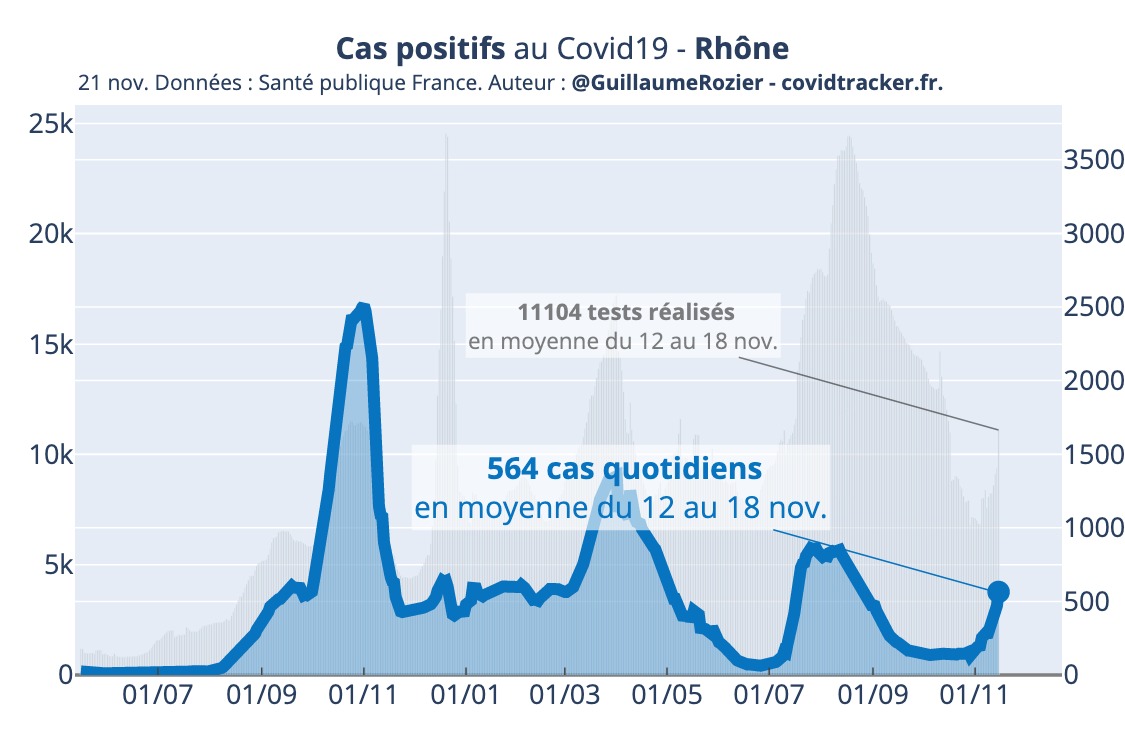 Cas positifs au Covid19 - Rhône
21 nov. Données : Santé publique France. Auteur : @GuillaumeRozier - covidtracker.fr.
25k
20k
15k
10k
5k
0
3500
3000
2500
2000
1500
1000
500
0
11104 tests réalisés
en moyenne du 12 au 18 nov.
564 cas quotidiens
en moyenne du 12 au 18 nov.
01/07 01/09 01/11 01/01 01/03 01/05 01/07 01/09 01/11